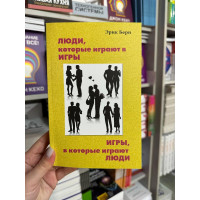 Эрик Берн
ЛЮДИ,
которые играют в
ИГРЫ
ИГРЫ,
в которые играют
ЛЮДИ